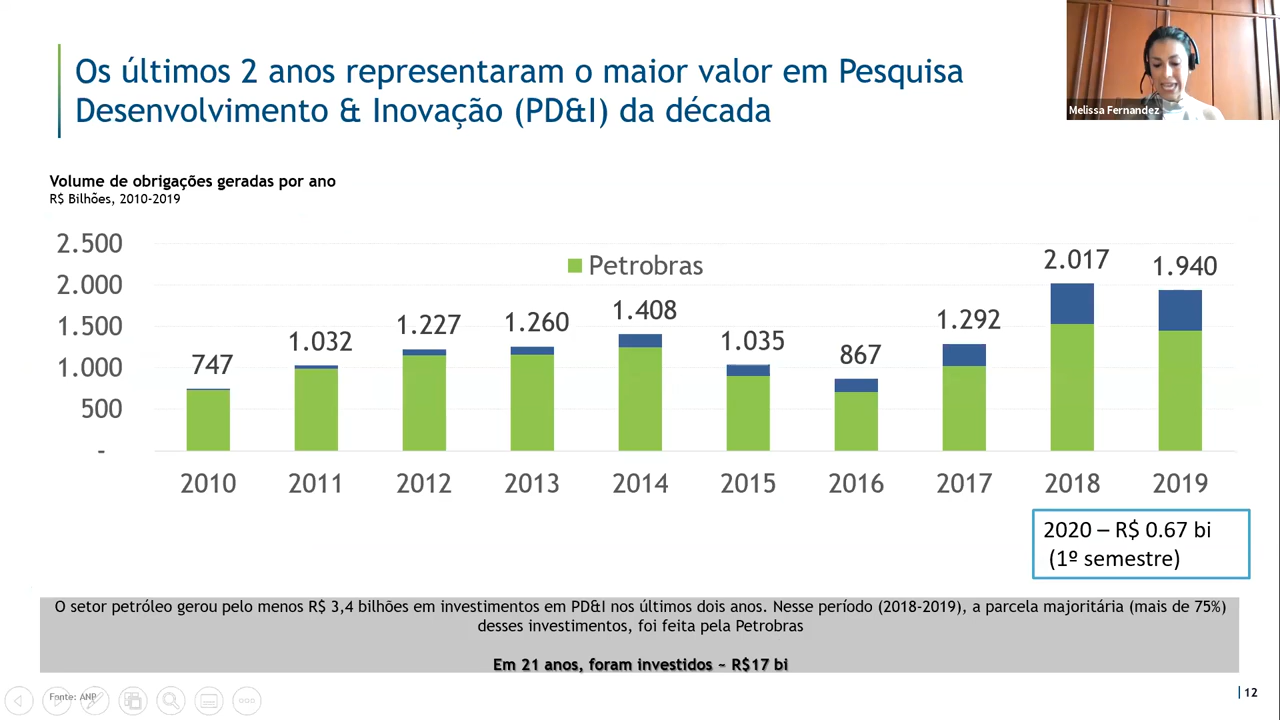 Os últimos 2 anos representaram o maior valor em Pesquisa
Desenvolvimento & Inovação (PD&I) da década
Melissa Fernandez
Volume de obrigações geradas por ano
R$ Bilhões, 2010-2019
2.500
2.000
1.500
1.000
500
-
Petrobras
747
1.032
1.227
1.260
1.408
1.035
867
1.292
2.017
1.940
2010 2011 2012 2013 2014 2015 2016 2017 2018 2019
2020 – R$ 0.67 bi
(1º semestre)
O setor petróleo gerou pelo menos R$ 3,4 bilhões em investimentos em PD&I nos últimos dois anos. Nesse período (2018-2019), a parcela majoritária (mais de 75%)
desses investimentos, foi feita pela Petrobras
Em 21 anos, foram investidos ~ R$17 bi
Fonte: ANP
12